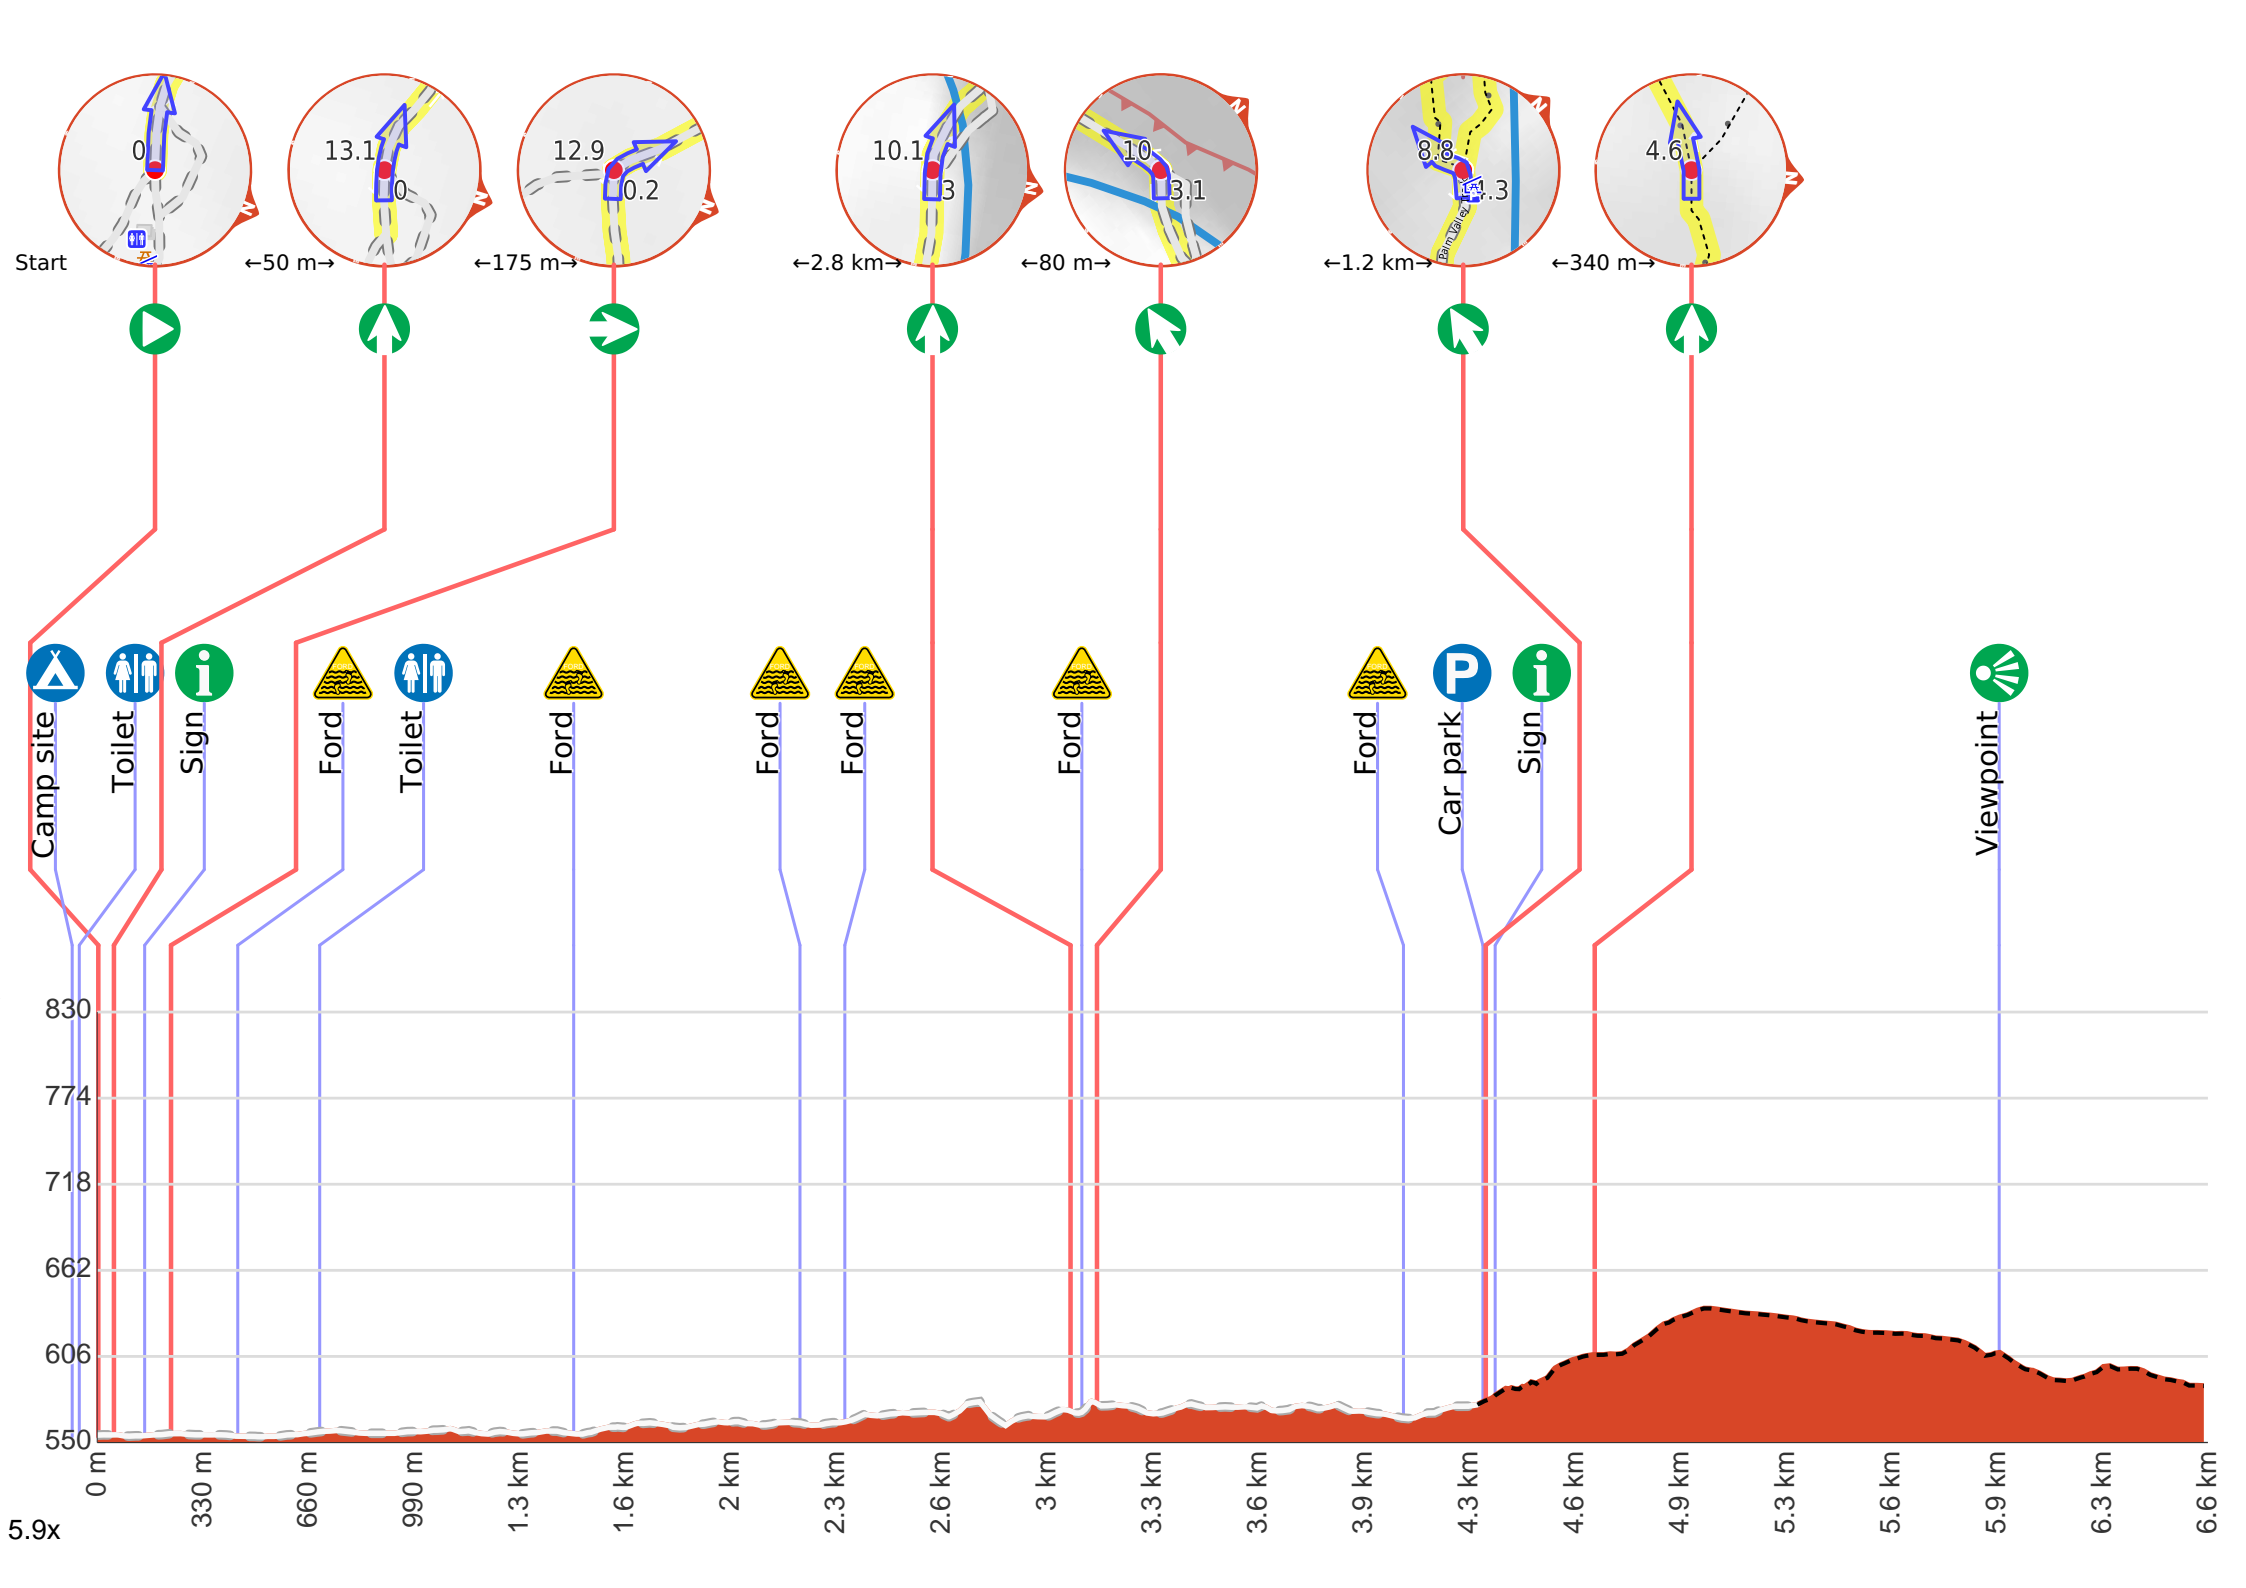 N
N
N
N
N
N
N
0
13.1
0
12.9
0.2
10.1
3
10
3.1
8.8
4.3
Palm Valley
4.6
Start
←50 m→
←175 m→
←2.8 km→
←80 m→
←1.2 km→
←340 m→
P
Camp site
Toilet
Sign
Ford
Toilet
Ford
Ford
Ford
Ford
Ford
Car park
Sign
Viewpoint
830
774
718
662
606
550
0 m
330 m
660 m
990 m
1.3 km
1.6 km
2 km
2.3 km
2.6 km
3 km
3.3 km
3.6 km
3.9 km
4.3 km
4.6 km
4.9 km
5.3 km
5.6 km
5.9 km
6.3 km
6.6 km
5.9x